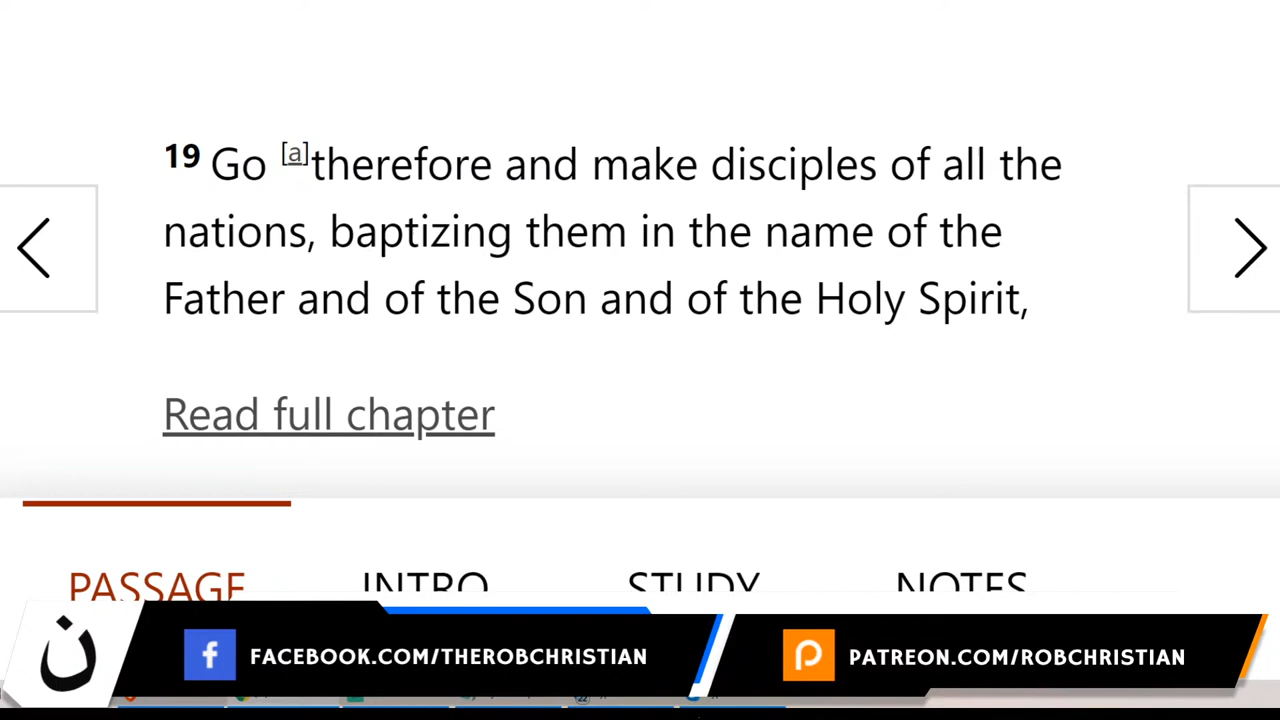 19 Go [a]therefore and make disciples of all the
nations, baptizing them in the name of the
Father and of the Son and of the Holy Spirit,
Read full chapter
PASSAGE INTRO STUDY NOTES
ن FACEBOOK.COM/THEROBCHRISTIAN PATREON.COM/ROBCHRISTIAN